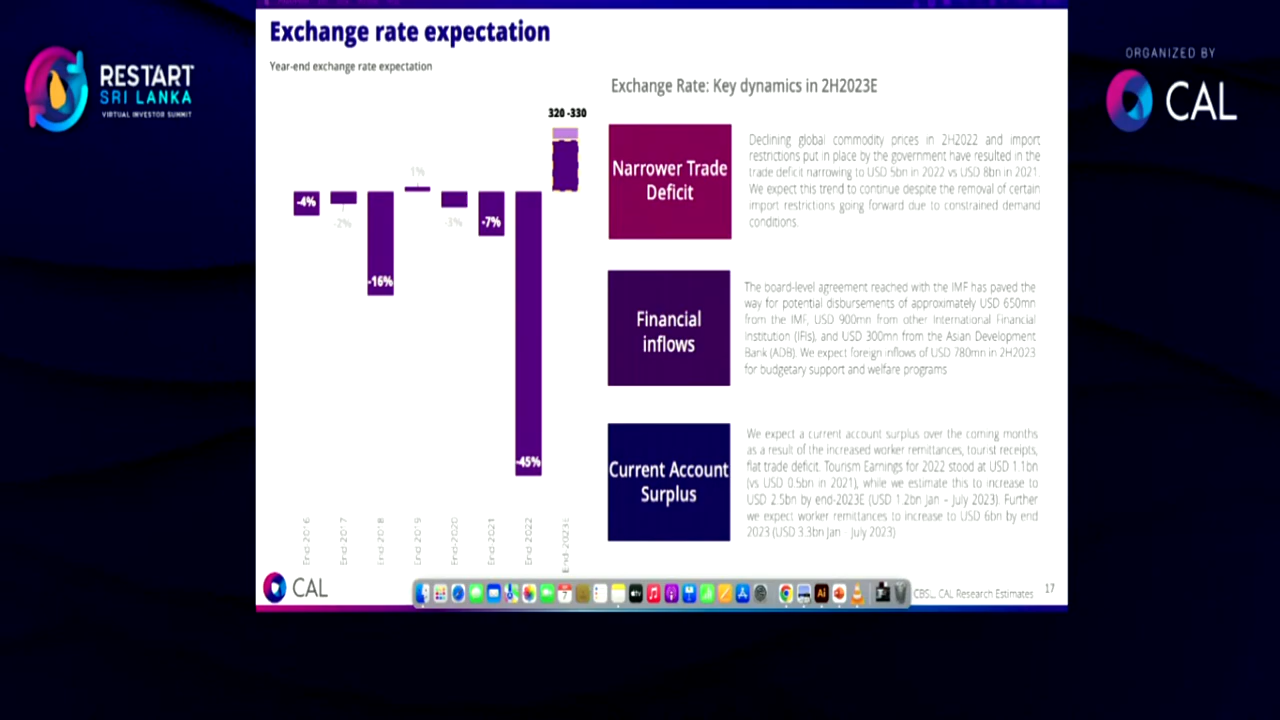 Exchange rate expectation
Year-end exchange rate expectation
RESTART
SRI LANKA
VIRTUAL INVESTOR SUMMIT
ORGANIZED BY
CAL
Exchange Rate: Key dynamics in 2H2023E
320 -330
1%
-4%
-2%
-16%
-3%
-7%
-45%
End-2016
End-2017
End-2018
End-2019
End-2020
End-2021
End-2022
End-2023E
Narrower Trade
Deficit
Declining global commodity prices in 2H2022 and import
restrictions put in place by the government have resulted in the
trade deficit narrowing to USD 5bn in 2022 vs USD 8bn in 2021.
We expect this trend to continue despite the removal of certain
import restrictions going forward due to constrained demand
conditions.
Financial
inflows
The board-level agreement reached with the IMF has paved the
way for potential disbursements of approximately USD 650mn
from the IMF, USD 900mn from other International Financial
Institution (IFIs), and USD 300mn from the Asian Development
Bank (ADB). We expect foreign inflows of USD 780mn in 2H2023
for budgetary support and welfare programs
Current Account
Surplus
We expect a current account surplus over the coming months
as a result of the increased worker remittances, tourist receipts,
flat trade deficit. Tourism Earnings for 2022 stood at USD 1.1bn
(vs USD 0.5bn in 2021), while we estimate this to increase to
USD 2.5bn by end-2023E (USD 1.2bn Jan – July 2023). Further
we expect worker remittances to increase to USD 6bn by end
2023 (USD 3.3bn Jan July 2023)
CAL
7
Ai
CBSL, CAL Research Estimates
17